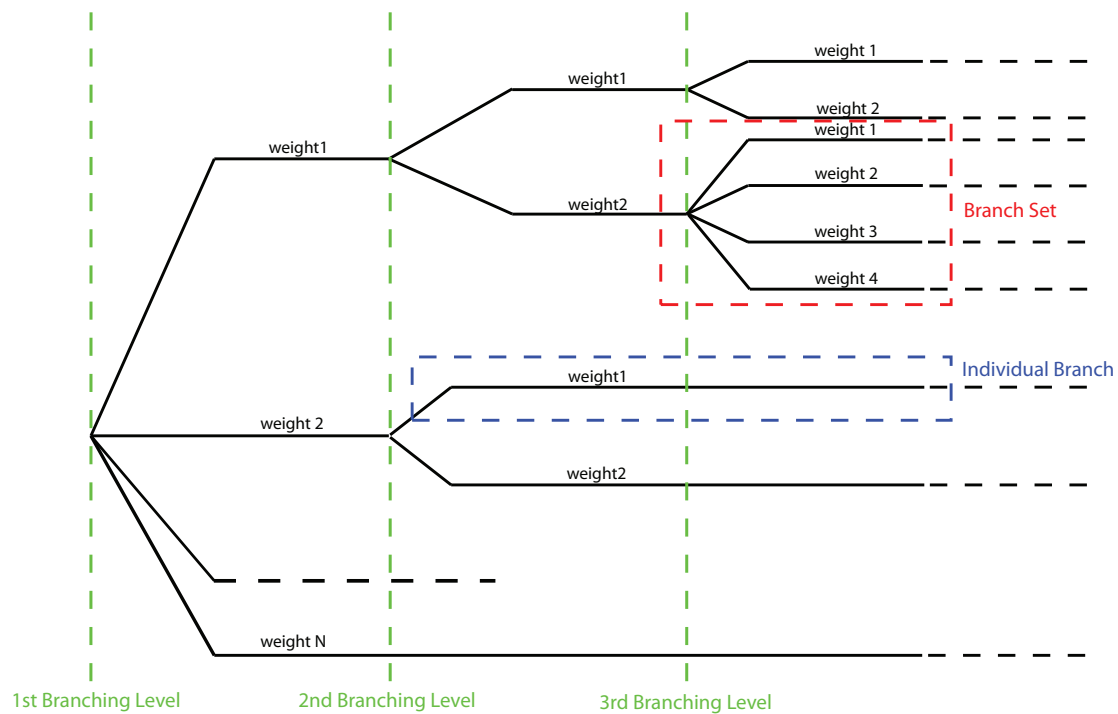 weight 1
weight1
weight 2
weight 1
weight1
weight 2
weight2
Branch Set
weight 3
weight 4
Individual Branch
weight1
weight 2
weight2
weight N
1st Branching Level
2nd Branching Level
3rd Branching Level